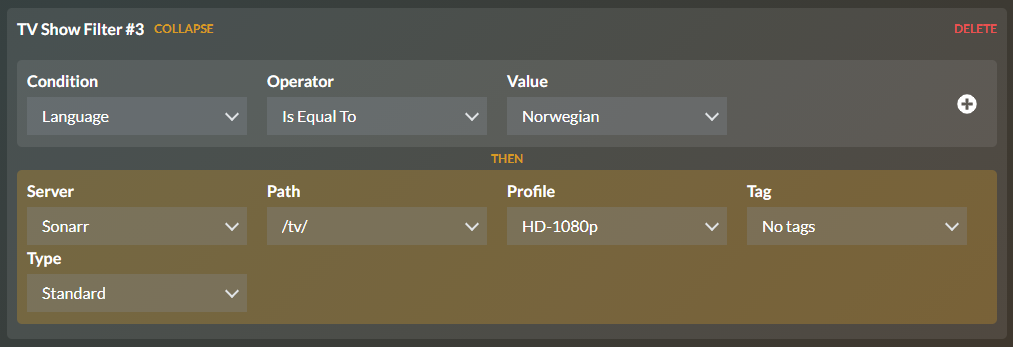 TV Show Filter #3 COLLAPSE DELETE
Condition Operator Value
Language Is Equal To Norwegian
THEN
Server Path Profile Tag
Sonarr /tv/ HD-1080p No tags
Type
Standard